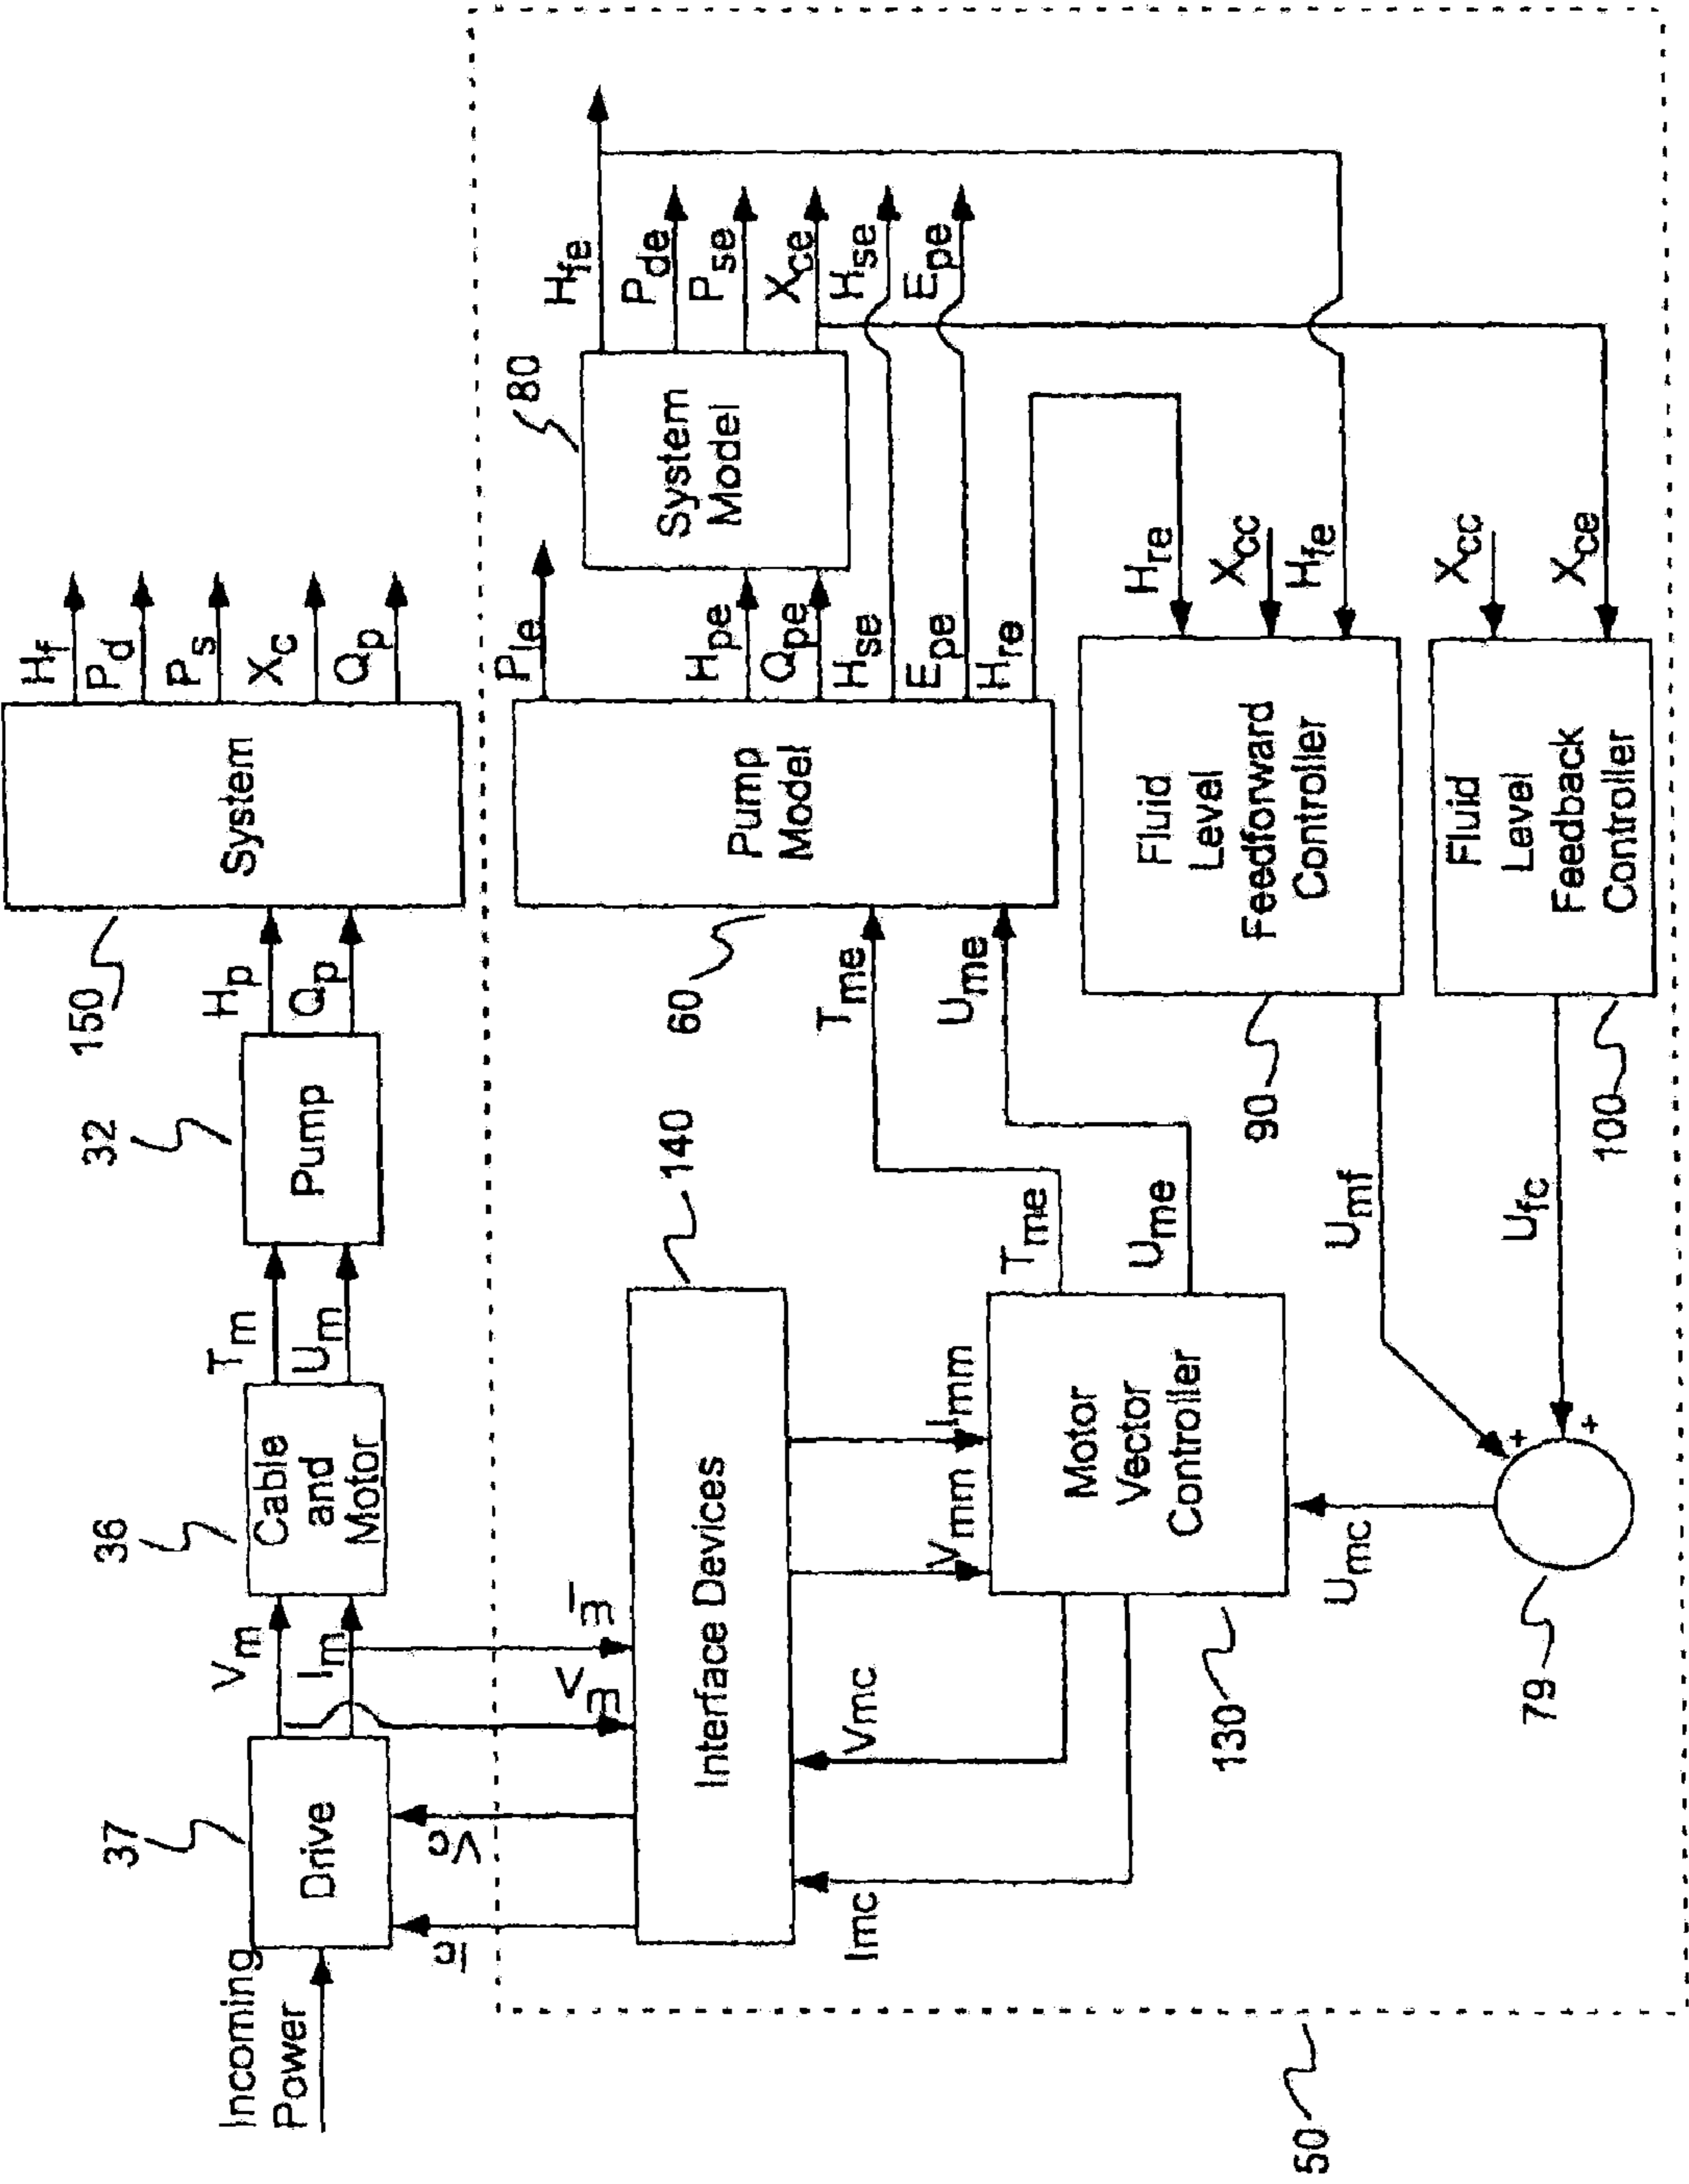 Incoming
Power
37
Drive
Vm
Im
36
Cable
and
Motor
Tm
Um
32
Pump
Hp
Qp
150
System
Hf
Pd
Ps
Xc
Qp
Ic
Vc
Vm
Im
Interface Devices
140
Imc
Vmc
Vmm
Imm
130
Motor
Vector
Controller
Tme
Ume
Tme
Ume
60
Pump
Model
Ple
Hpe
Qpe
Hse
Epe
Hre
80
System
Model
Hfe
Pde
Pse
Xce
Hse
Epe
Hre
Xcc
Hfe
Fluid
Level
Feedforward
Controller
90
Umf
Xcc
Xce
Fluid
Level
Feedback
Controller
100
Ufc
+
+
Umc
79
50